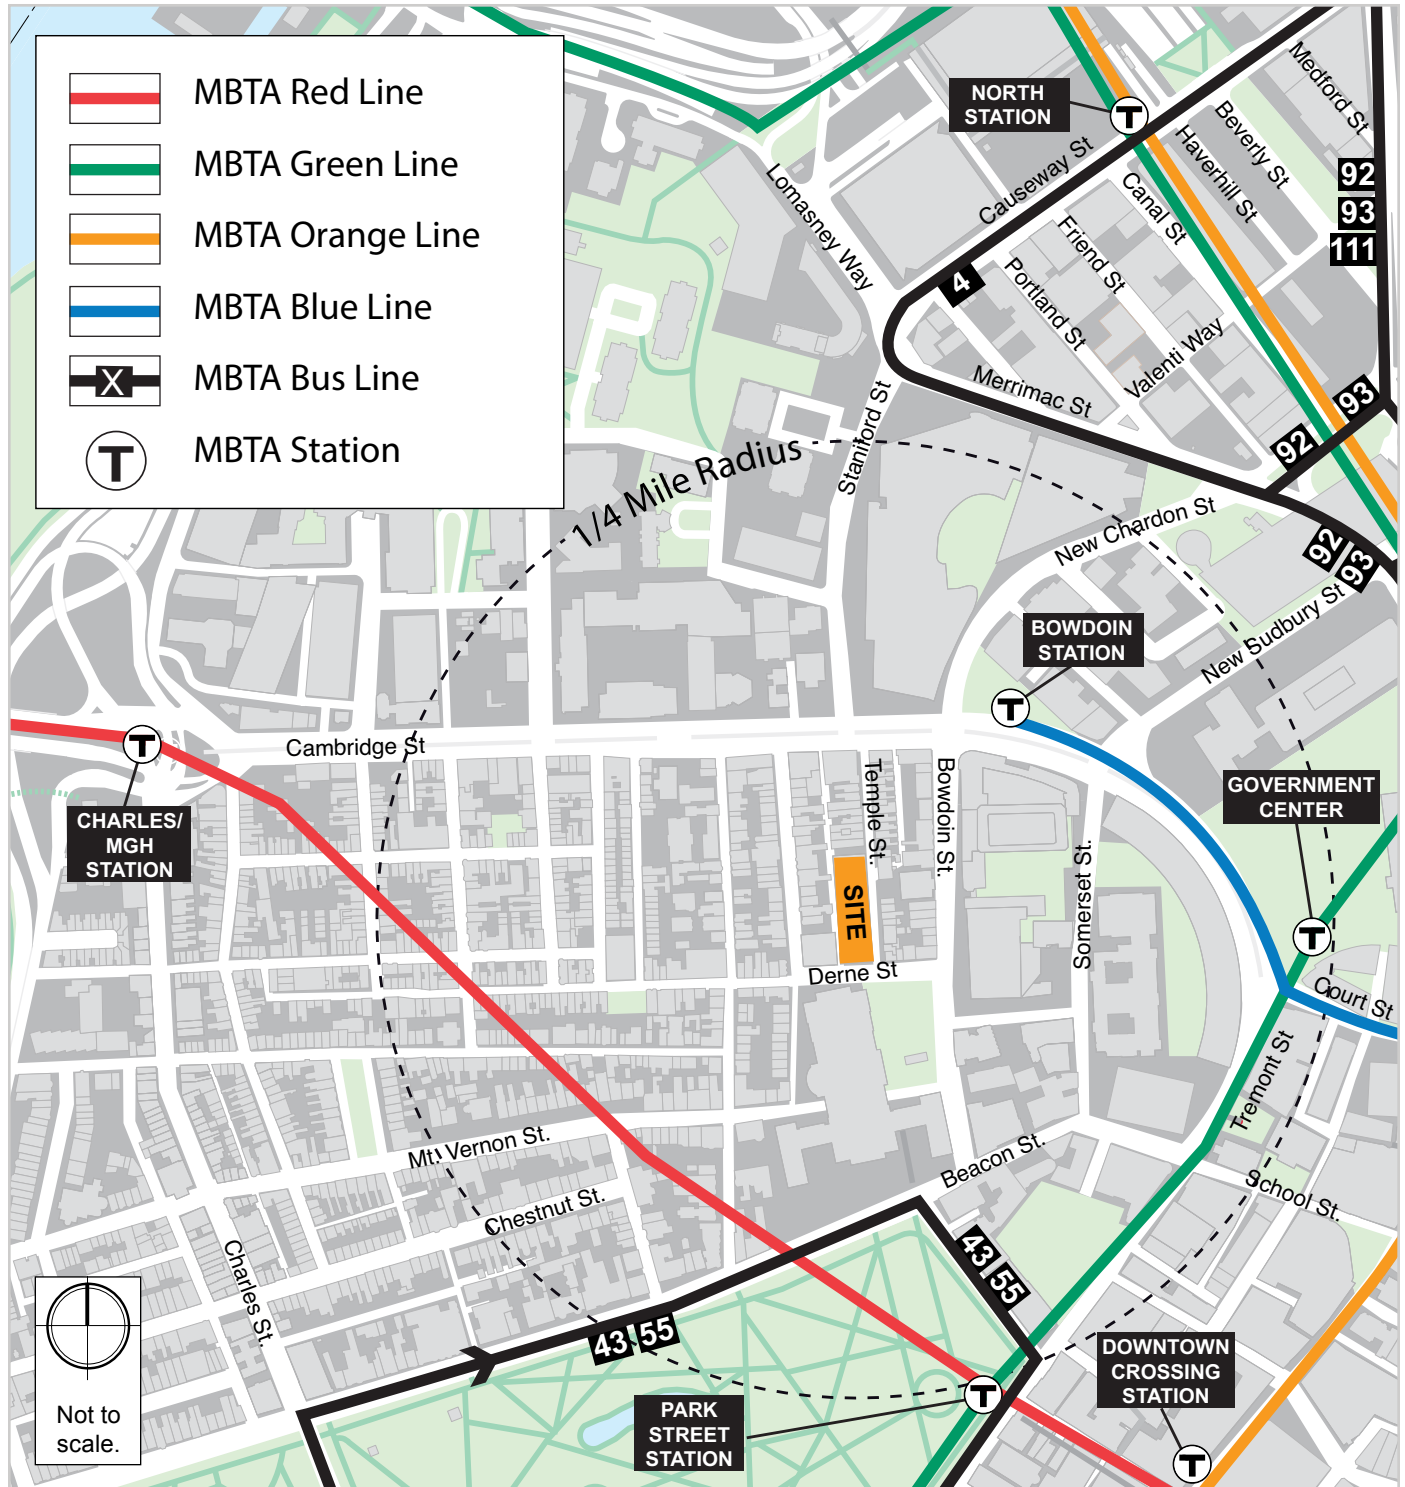 MBTA Red Line
MBTA Green Line
MBTA Orange Line
MBTA Blue Line
X
MBTA Bus Line
T
MBTA Station
NORTH
STATION
T
Medford St
Beverly St
Haverhill St
Causeway St
Canal St
Friend St
Portland St
Lomasney Way
92
93
111
4
Valenti Way
Merrimac St
Staniford St
93
92
1/4 Mile Radius
New Chardon St
92
93
New Sudbury St
BOWDOIN
STATION
T
T
Cambridge St
CHARLES/
MGH
STATION
Temple St.
Bowdoin St.
Somerset St.
GOVERNMENT
CENTER
T
SITE
Derne St
Court St
Tremont St
Mt. Vernon St.
Beacon St.
School St.
Chestnut St.
Charles St.
43
55
43
55
DOWNTOWN
CROSSING
STATION
T
PARK
STREET
STATION
T
Not to
scale.